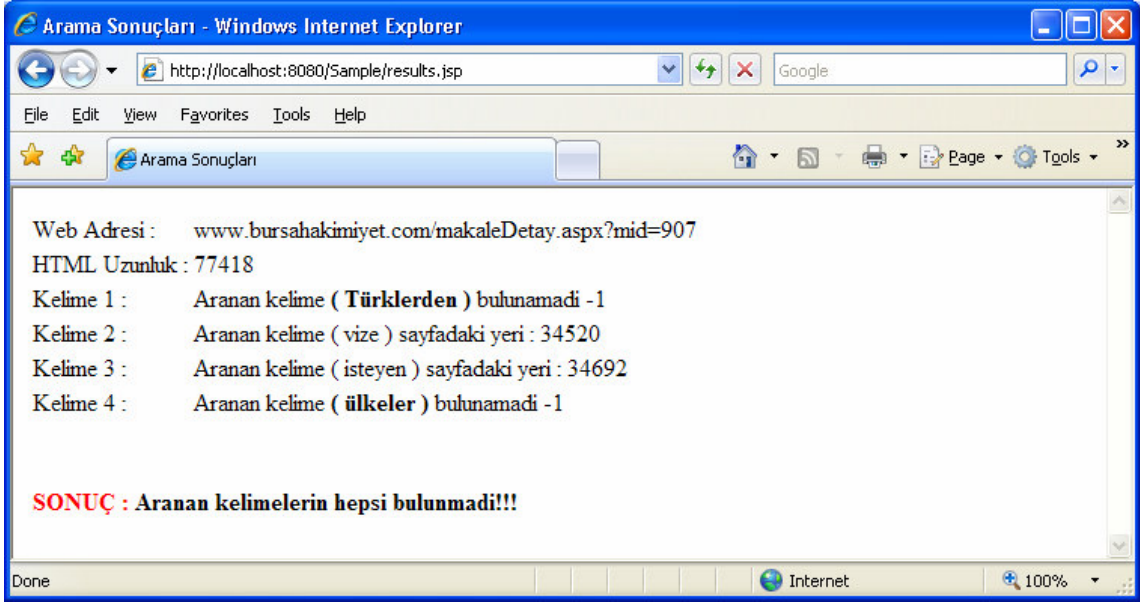 Arama Sonuçları - Windows Internet Explorer
http://localhost:8080/Sample/results.jsp
Google
File Edit View Favorites Tools Help
Arama Sonuçları
Page Tools »
Web Adresi : www.bursahakimiyet.com/makaleDetay.aspx?mid=907
HTML Uzunluk : 77418
Kelime 1 : Aranan kelime ( Türklerden ) bulunamadi -1
Kelime 2 : Aranan kelime ( vize ) sayfadaki yeri : 34520
Kelime 3 : Aranan kelime ( isteyen ) sayfadaki yeri : 34692
Kelime 4 : Aranan kelime ( ülkeler ) bulunamadi -1
SONUÇ : Aranan kelimelerin hepsi bulunmadi!!!
Done Internet 100%